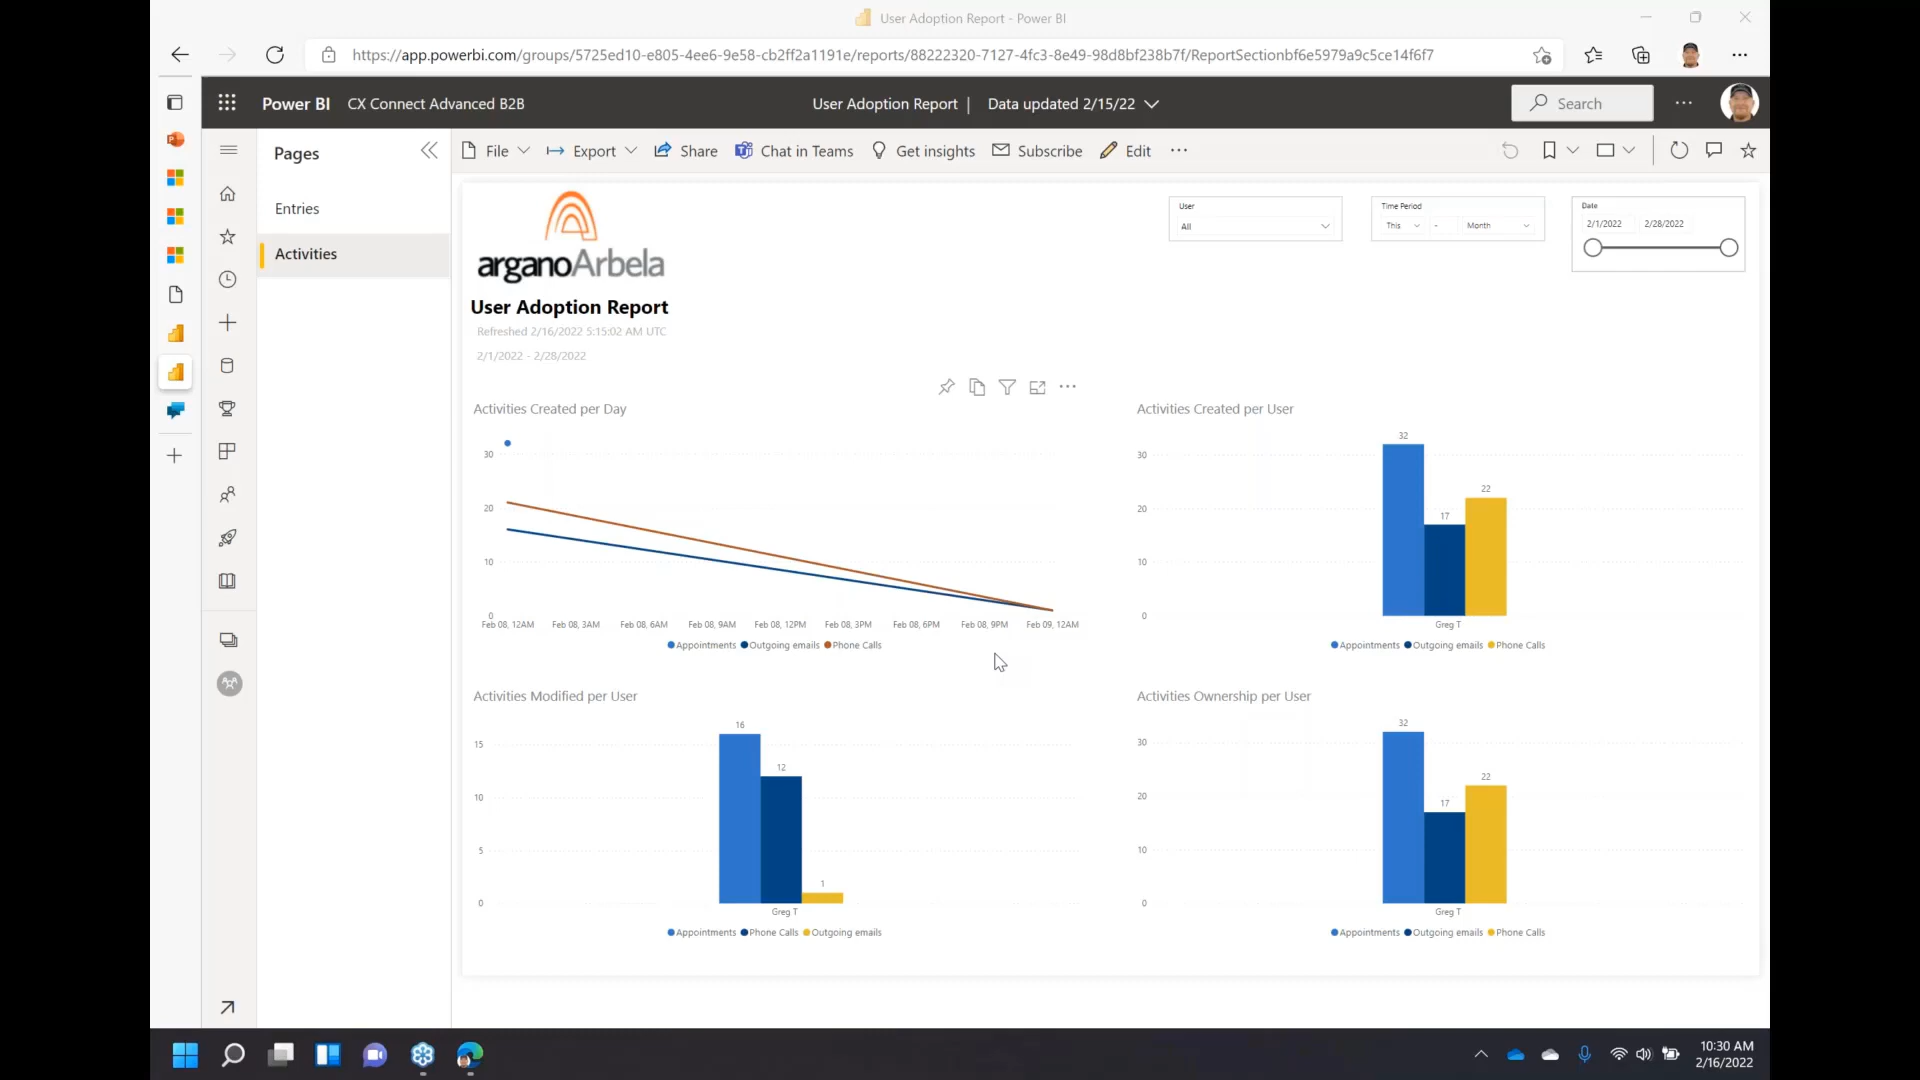 User Adoption Report - Power BI
https://app.powerbi.com/groups/5725ed10-e805-4ee6-9e58-cb2ff2a1191e/reports/88222320-7127-4fc3-8e49-98d8bf238b7f/ReportSectionbf6e5979a9c5ce14f6f7
Power BI CX Connect Advanced B2B
User Adoption Report | Data updated 2/15/22
Search
Pages
File Export Share Chat in Teams Get insights Subscribe Edit
Entries
Activities
arganoArbela
User Adoption Report
Refreshed 2/16/2022 5:15:02 AM UTC
2/1/2022 - 2/28/2022
User
All
Time Period
This - Month
Date
2/1/2022 2/28/2022
Activities Created per Day
30
20
10
0
Feb 08, 12AM Feb 08, 3AM Feb 08, 6AM Feb 08, 9AM Feb 08, 12PM Feb 08, 3PM Feb 08, 6PM Feb 08, 9PM Feb 09, 12AM
Appointments Outgoing emails Phone Calls
Activities Created per User
32
30
22
20
17
10
0
Greg T
Appointments Outgoing emails Phone Calls
Activities Modified per User
16
15
12
10
5
1
0
Greg T
Appointments Phone Calls Outgoing emails
Activities Ownership per User
32
30
22
20
17
10
0
Greg T
Appointments Outgoing emails Phone Calls
10:30 AM
2/16/2022